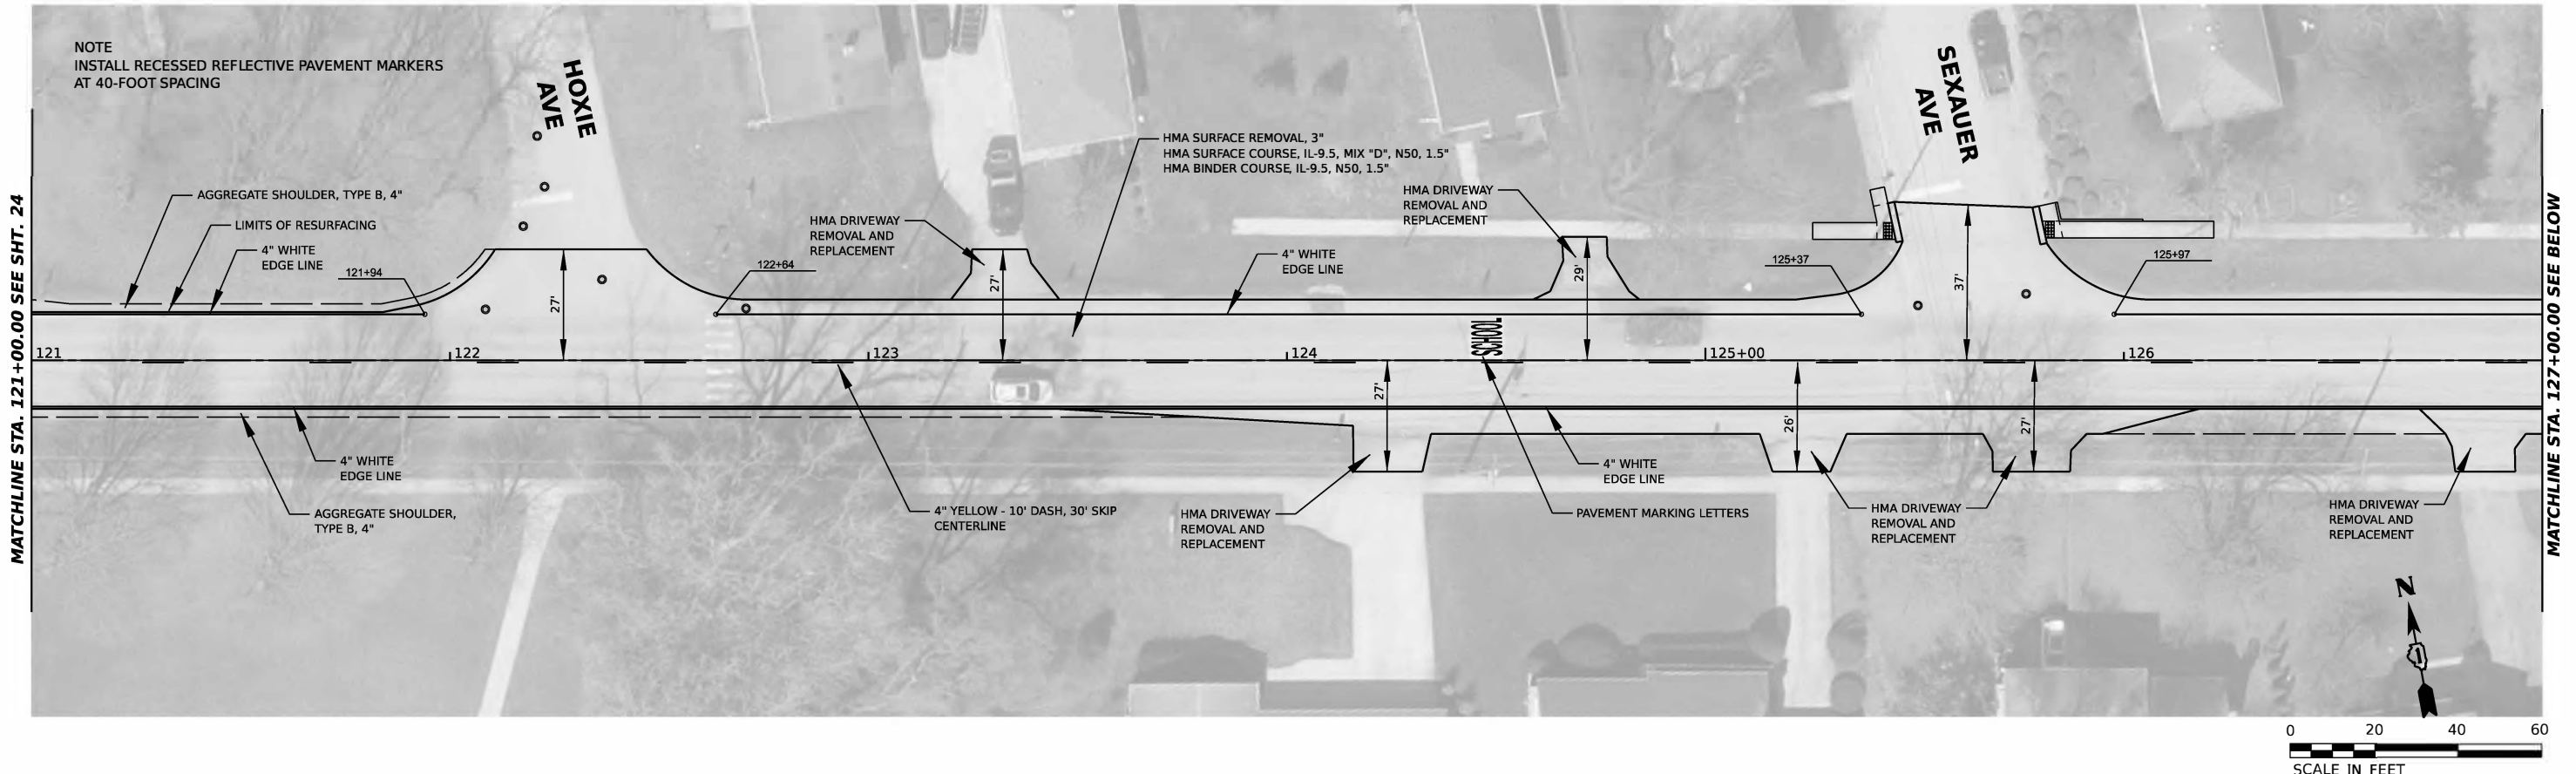 NOTE
INSTALL RECESSED REFLECTIVE PAVEMENT MARKERS
AT 40-FOOT SPACING
HOXIE
AVE
SEXAUER
AVE
HMA SURFACE REMOVAL, 3"
HMA SURFACE COURSE, IL-9.5, MIX "D", N50, 1.5"
HMA BINDER COURSE, IL-9.5, N50, 1.5"
AGGREGATE SHOULDER, TYPE B, 4"
LIMITS OF RESURFACING
4" WHITE
EDGE LINE
121+94
122+64
HMA DRIVEWAY
REMOVAL AND
REPLACEMENT
4" WHITE
EDGE LINE
HMA DRIVEWAY
REMOVAL AND
REPLACEMENT
125+37
125+97
27'
27'
29'
37'
SCHOOL
MATCHLINE STA. 121+00.00 SEE SHT. 24
MATCHLINE STA. 127+00.00 SEE BBELOW
121
122
123
124
125+00
126
27'
26'
27'
4" WHITE
EDGE LINE
AGGREGATE SHOULDER,
TYPE B, 4"
4" YELLOW - 10' DASH, 30' SKIP
CENTERLINE
HMA DRIVEWAY
REMOVAL AND
REPLACEMENT
4" WHITE
EDGE LINE
PAVEMENT MARKING LETTERS
HMA DRIVEWAY
REMOVAL AND
REPLACEMENT
HMA DRIVEWAY
REMOVAL AND
REPLACEMENT
N
0 20 40 60
SCALE IN FEET